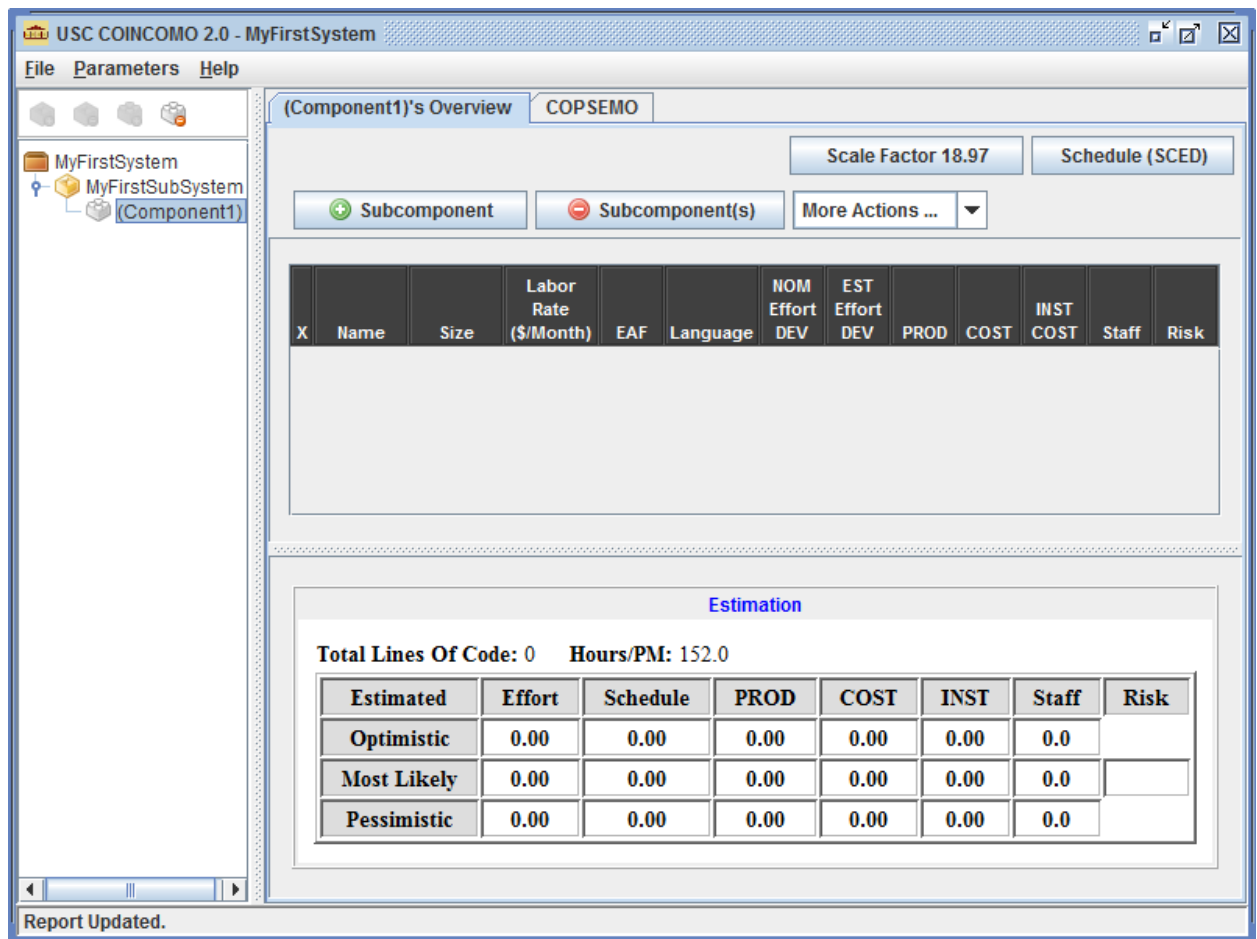 USC COINCOMO 2.0 - MyFirstSystem
File Parameters Help
(Component1)'s Overview COPSEMO
MyFirstSystem
MyFirstSubSystem
(Component1)
Scale Factor 18.97 Schedule (SCED)
Subcomponent Subcomponent(s) More Actions ...
X Name Size Labor Rate ($/Month) EAF Language NOM Effort DEV EST Effort DEV PROD COST INST COST Staff Risk
Estimation
Total Lines Of Code: 0 Hours/PM: 152.0
Estimated Effort Schedule PROD COST INST Staff Risk
Optimistic 0.00 0.00 0.00 0.00 0.00 0.0
Most Likely 0.00 0.00 0.00 0.00 0.00 0.0
Pessimistic 0.00 0.00 0.00 0.00 0.00 0.0
Report Updated.